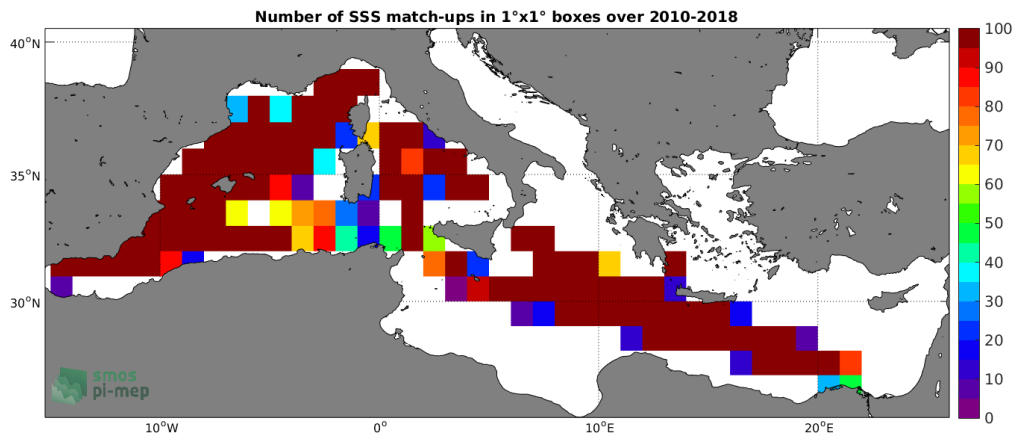 Number of SSS match-ups in 1°x1° boxes over 2010-2018
40°N
35°N
30°N
10°W
0°
10°E
20°E
100
90
80
70
60
50
40
30
20
10
0
smos
pi-mep